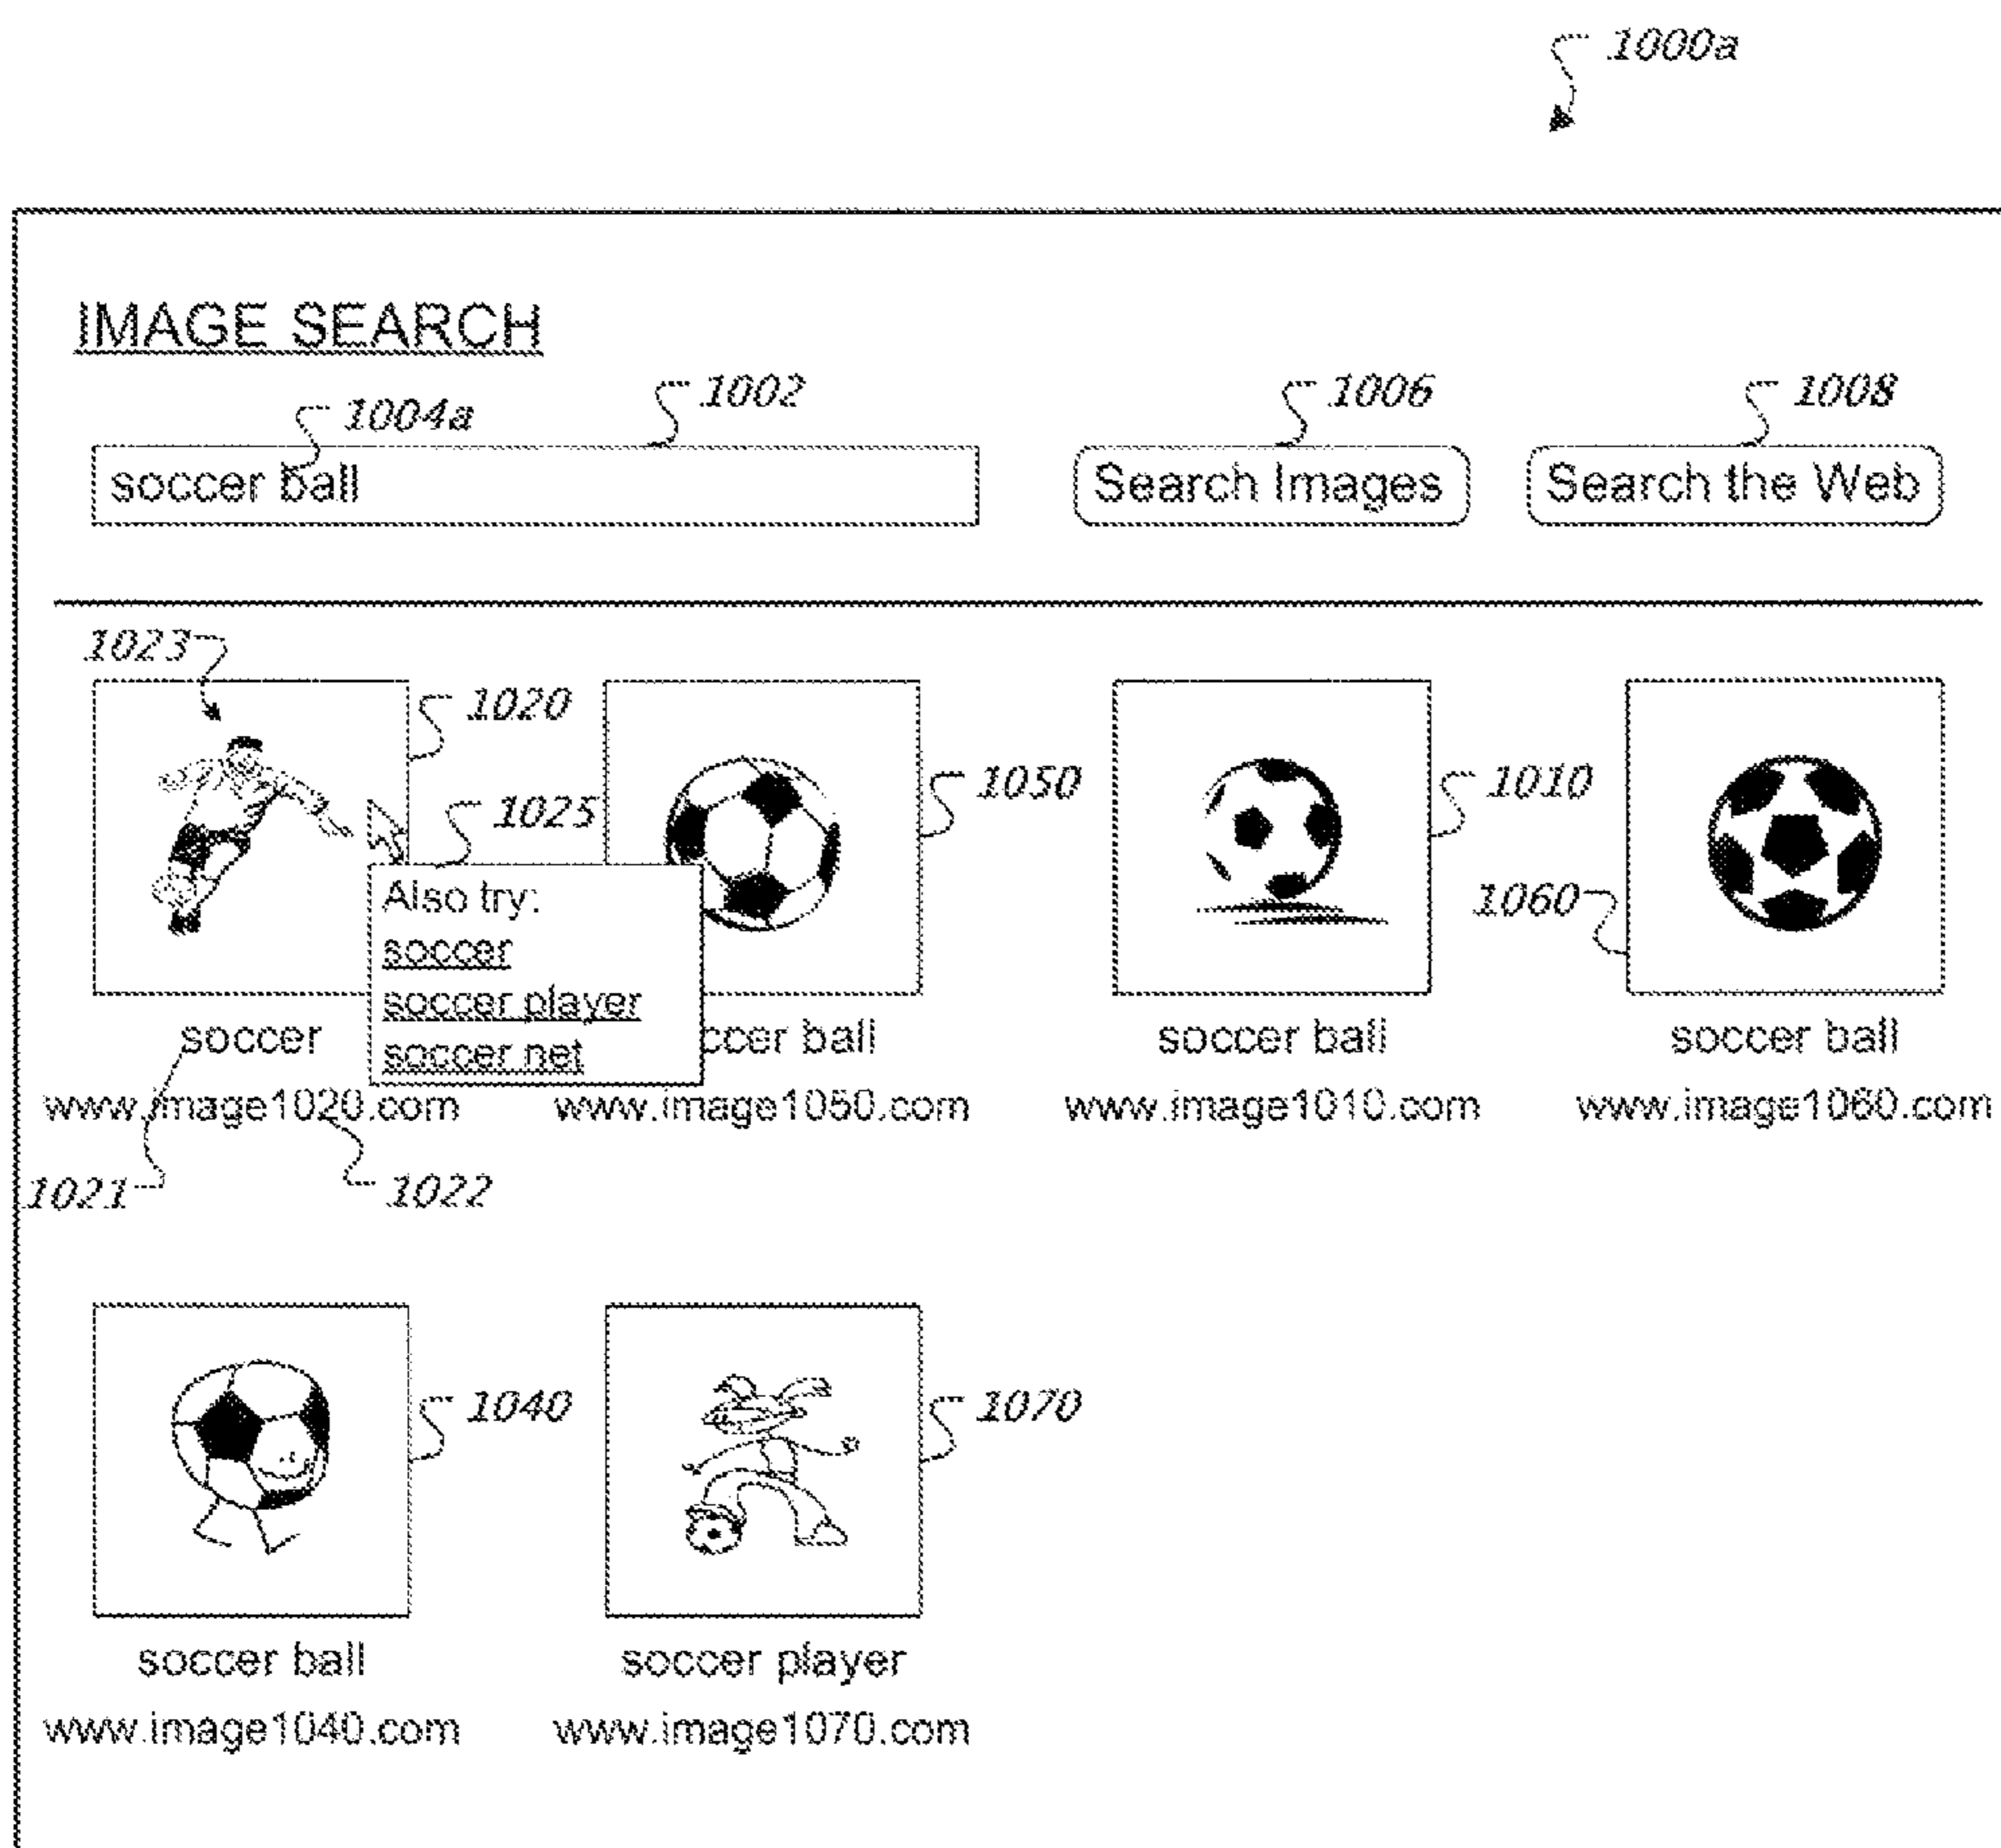 1000a
IMAGE SEARCH
1004a
1002
1006
1008
soccer ball
Search Images
Search the Web
1023
1020
1050
1010
1025
1060
Also try:
soccer
soccer player
soccer net
soccer
ccer ball
soccer ball
soccer ball
www.image1020.com
www.image1050.com
www.image1010.com
www.image1060.com
1021
1022
1040
1070
soccer ball
soccer player
www.image1040.com
www.image1070.com